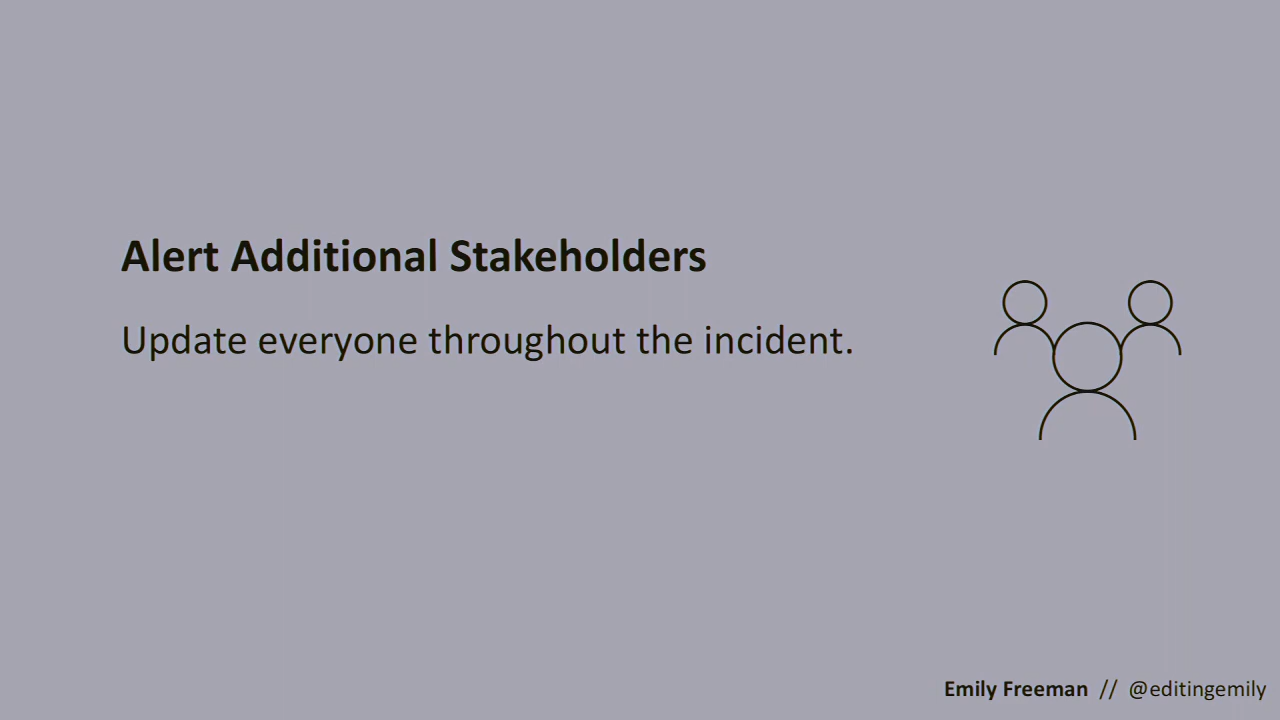 Alert Additional Stakeholders
Update everyone throughout the incident.
Emily Freeman // @editingemily